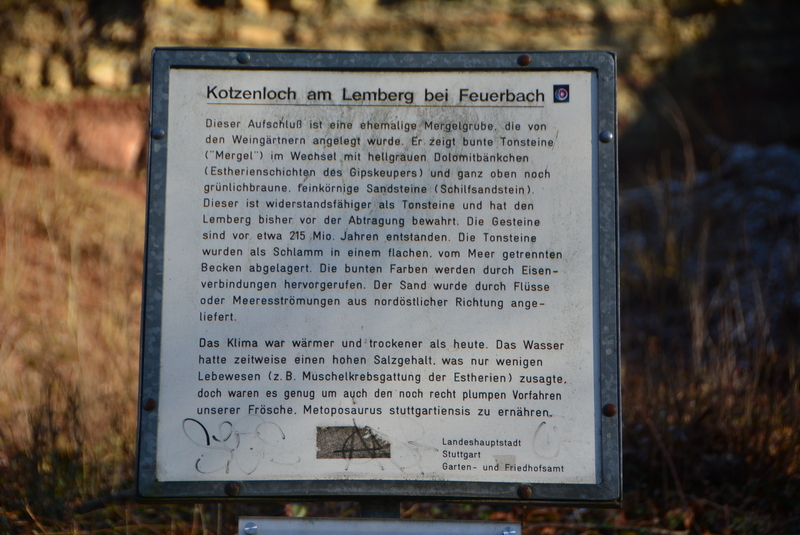 Kotzenloch am Lemberg bei Feuerbach
Dieser Aufschluß ist eine ehemalige Mergelgrube, die von
den Weingärtnern angelegt wurde. Er zeigt bunte Tonsteine
("Mergel") im Wechsel mit hellgrauen Dolomitbänkchen
(Estherienschichten des Gipskeupers) und ganz oben noch
grünlichbraune, feinkörnige Sandsteine (Schilfsandstein).
Dieser ist widerstandsfähiger als Tonsteine und hat den
Lemberg bisher vor der Abtragung bewahrt. Die Gesteine
sind vor etwa 215 Mio. Jahren entstanden. Die Tonsteine
wurden als Schlamm in einem flachen, vom Meer getrennten
Becken abgelagert. Die bunten Farben werden durch Eisen-
verbindungen hervorgerufen. Der Sand wurde durch Flüsse
oder Meeresströmungen aus nordöstlicher Richtung ange-
liefert.
Das Klima war wärmer und trockener als heute. Das Wasser
hatte zeitweise einen hohen Salzgehalt, was nur wenigen
Lebewesen (z.B. Muschelkrebsgattung der Estherien) zusagte,
doch waren es genug um auch den noch recht plumpen Vorfahren
unserer Frösche, Metoposaurus stuttgartiensis zu ernähren.
Landeshauptstadt
Stuttgart
Garten- und Friedhofsamt